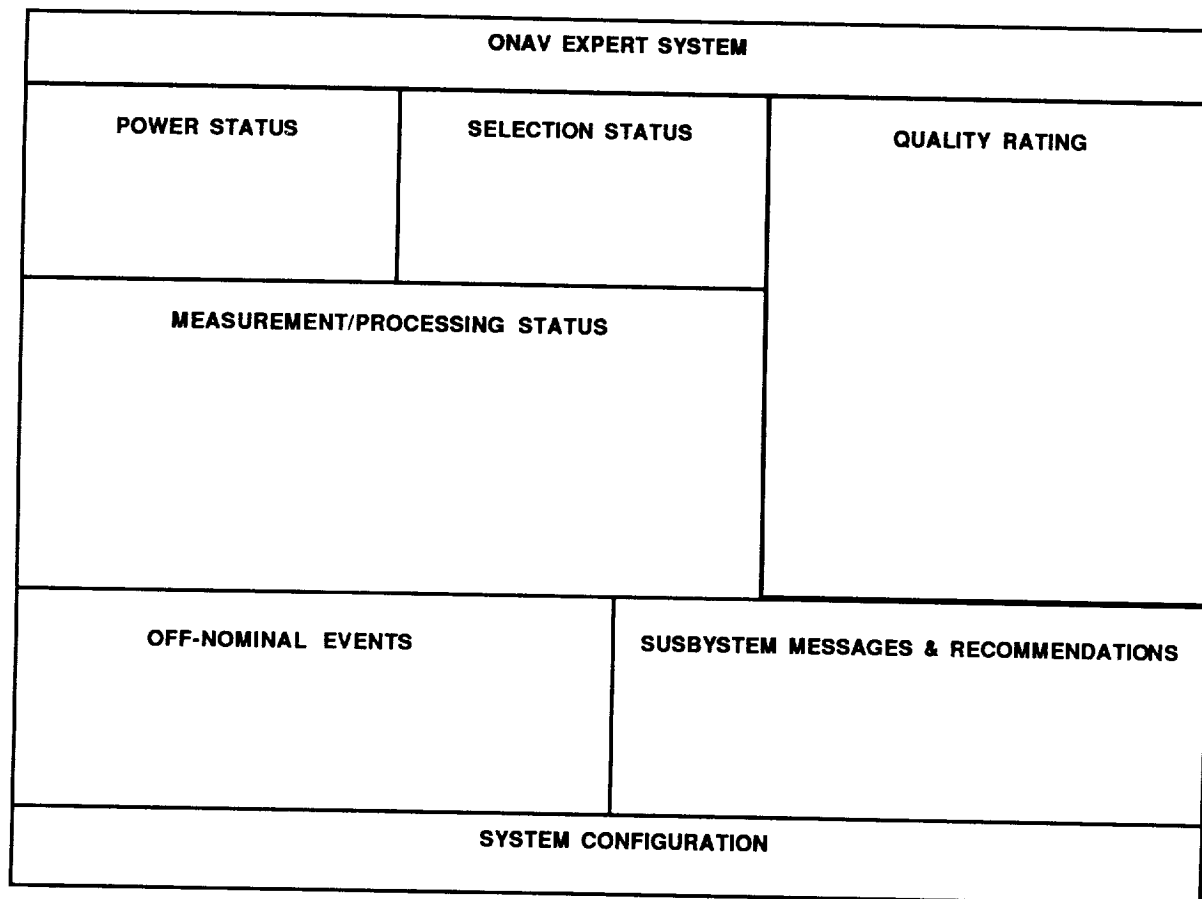 ONAV EXPERT SYSTEM
POWER STATUS
SELECTION STATUS
QUALITY RATING
MEASUREMENT/PROCESSING STATUS
OFF-NOMINAL EVENTS
SUSBYSTEM MESSAGES & RECOMMENDATIONS
SYSTEM CONFIGURATION